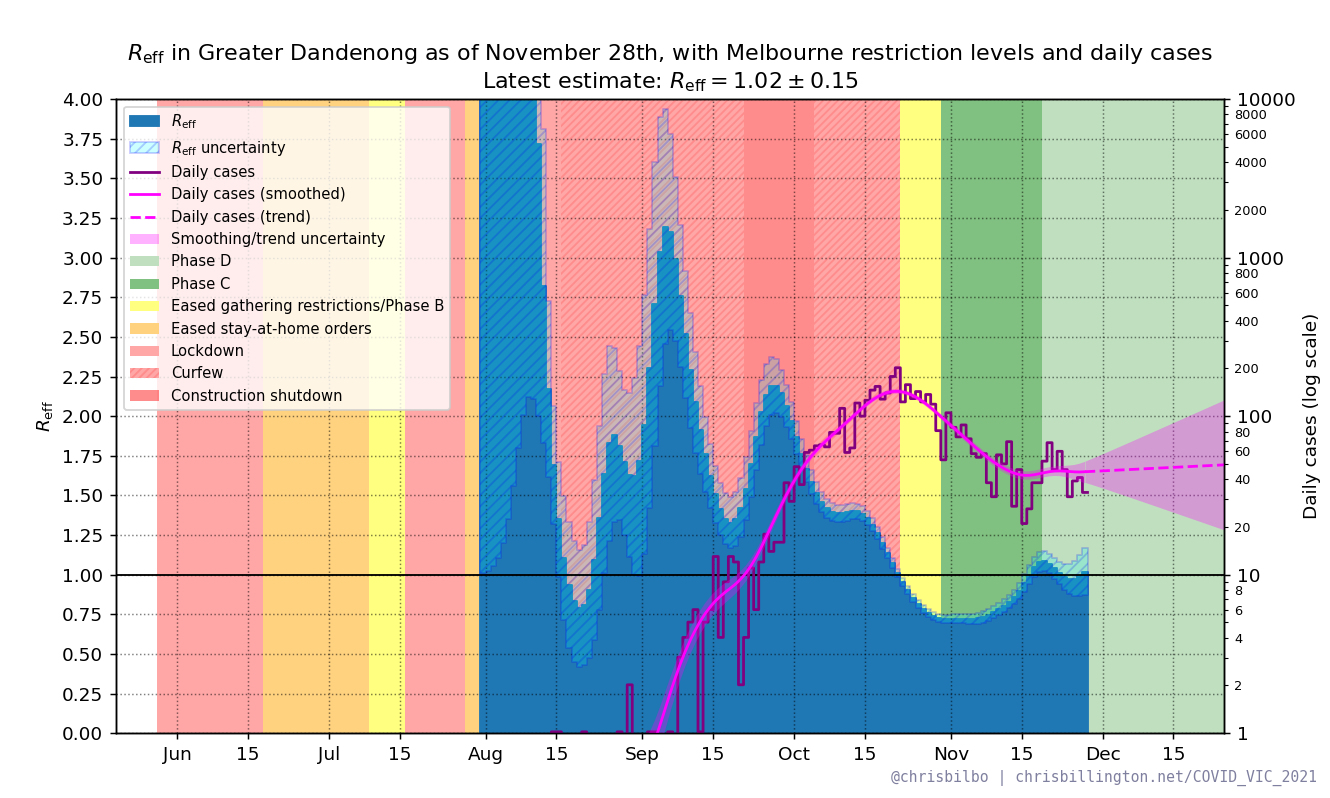 Reff in Greater Dandenong as of November 28th, with Melbourne restriction levels and daily cases
Latest estimate: Reff = 1.02 ± 0.15
Reff
Reff uncertainty
Daily cases
Daily cases (smoothed)
Daily cases (trend)
Smoothing/trend uncertainty
Phase D
Phase C
Eased gathering restrictions/Phase B
Eased stay-at-home orders
Lockdown
Curfew
Construction shutdown
Reff
4.00
3.75
3.50
3.25
3.00
2.75
2.50
2.25
2.00
1.75
1.50
1.25
1.00
0.75
0.50
0.25
0.00
Jun 15 Jul 15 Aug 15 Sep 15 Oct 15 Nov 15 Dec 15
10000
8000
6000
4000
2000
1000
800
600
400
200
100
80
60
40
20
10
8
6
4
2
1
Daily cases (log scale)
@chrisbilbo | chrisbillington.net/COVID_VIC_2021